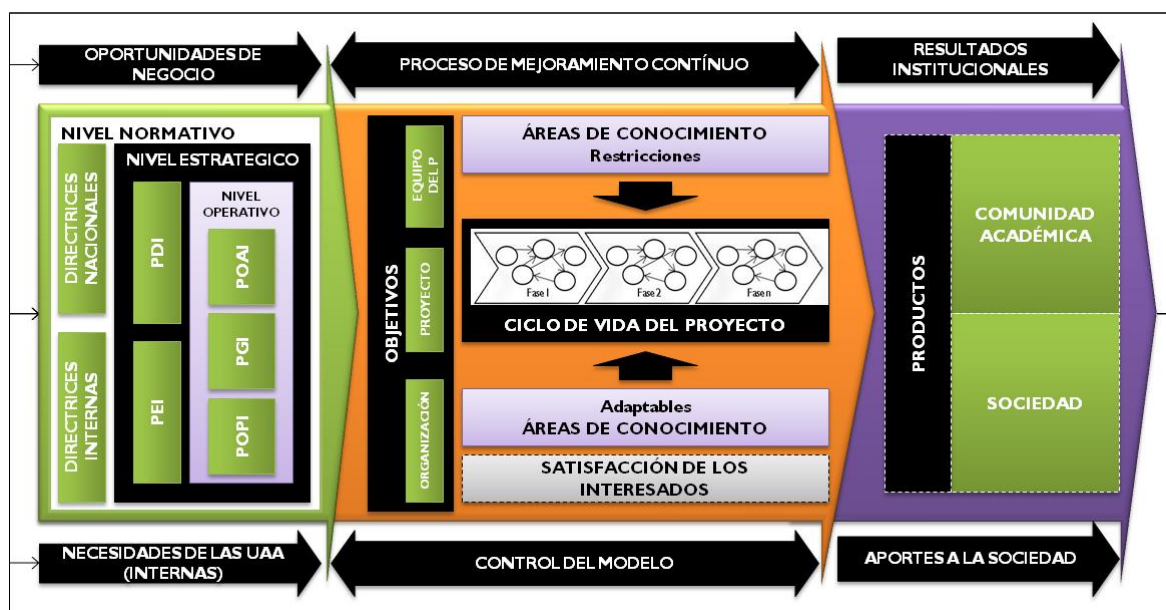 OPORTUNIDADES DE
NEGOCIO
PROCESO DE MEJORAMIENTO CONTÍNUO
RESULTADOS
INSTITUCIONALES
NIVEL NORMATIVO
DIRECTRICES
NACIONALES
DIRECTRICES
INTERNAS
NIVEL ESTRATEGICO
PDI
PEI
NIVEL
OPERATIVO
POAI
PGI
POPI
OBJETIVOS
EQUIPO
DEL P
PROYECTO
ORGANIZACIÓN
ÁREAS DE CONOCIMIENTO
Restricciones
Fase 1
Fase 2
Fase n
CICLO DE VIDA DEL PROYECTO
Adaptables
ÁREAS DE CONOCIMIENTO
SATISFACCIÓN DE LOS
INTERESADOS
PRODUCTOS
COMUNIDAD
ACADÉMICA
SOCIEDAD
NECESIDADES DE LAS UAA
(INTERNAS)
CONTROL DEL MODELO
APORTES A LA SOCIEDAD